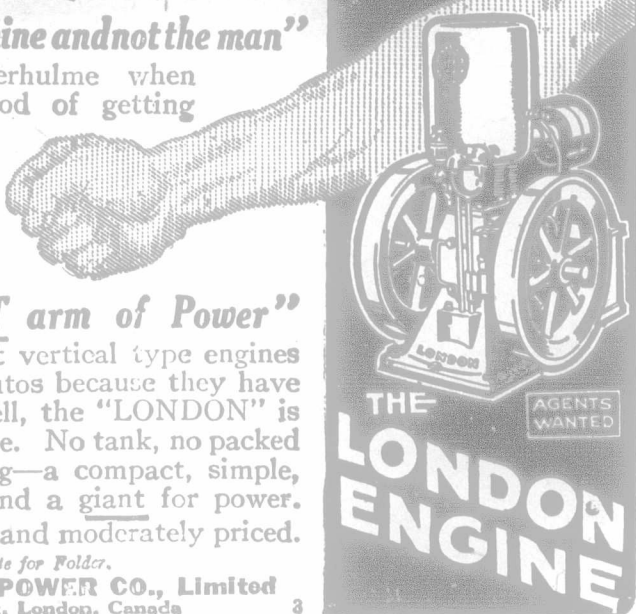 ine and not the man”
erhulme when
od of getting
arm of Power”
vertical type engines
utos because they have
ell, the “LONDON” is
e. No tank, no packed
g—a compact, simple,
nd a giant for power.
and moderately priced.
te for Folder.
POWER CO., Limited
London, Canada 3
LONDON
THE
AGENTS
WANTED
LONDON
ENGINE